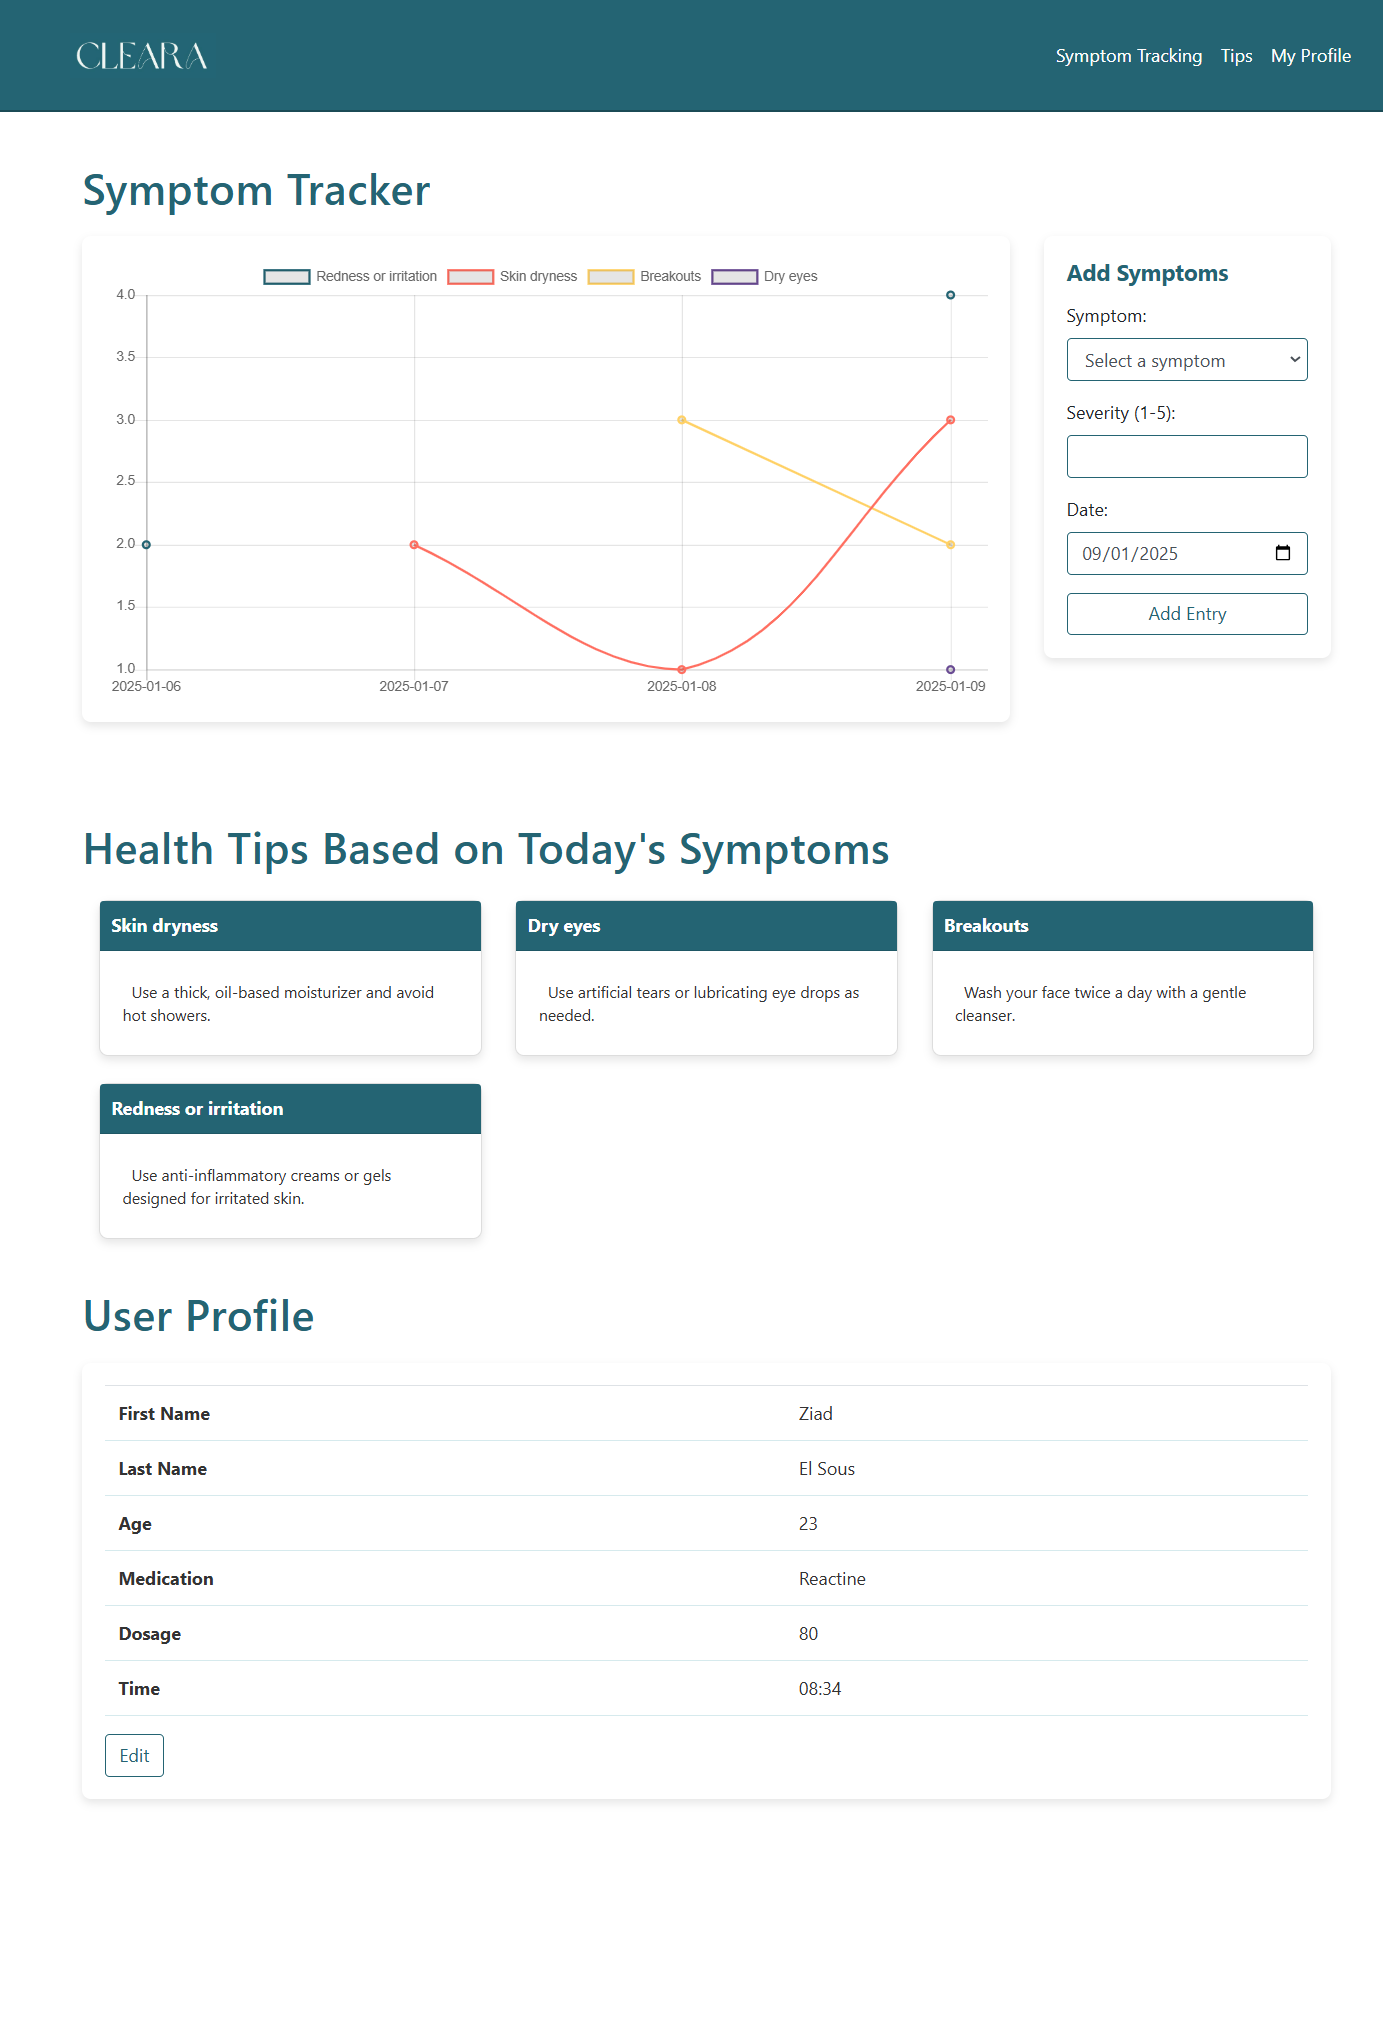 CLEARA
Symptom Tracking Tips My Profile
Symptom Tracker
Redness or irritation Skin dryness Breakouts Dry eyes
4.0
3.5
3.0
2.5
2.0
1.5
1.0
2025-01-06 2025-01-07 2025-01-08 2025-01-09
Add Symptoms
Symptom:
Select a symptom
Severity (1-5):
Date:
09/01/2025
Add Entry
Health Tips Based on Today's Symptoms
Skin dryness
Use a thick, oil-based moisturizer and avoid
hot showers.
Dry eyes
Use artificial tears or lubricating eye drops as
needed.
Breakouts
Wash your face twice a day with a gentle
cleanser.
Redness or irritation
Use anti-inflammatory creams or gels
designed for irritated skin.
User Profile
First Name Ziad
Last Name El Sous
Age 23
Medication Reactine
Dosage 80
Time 08:34
Edit